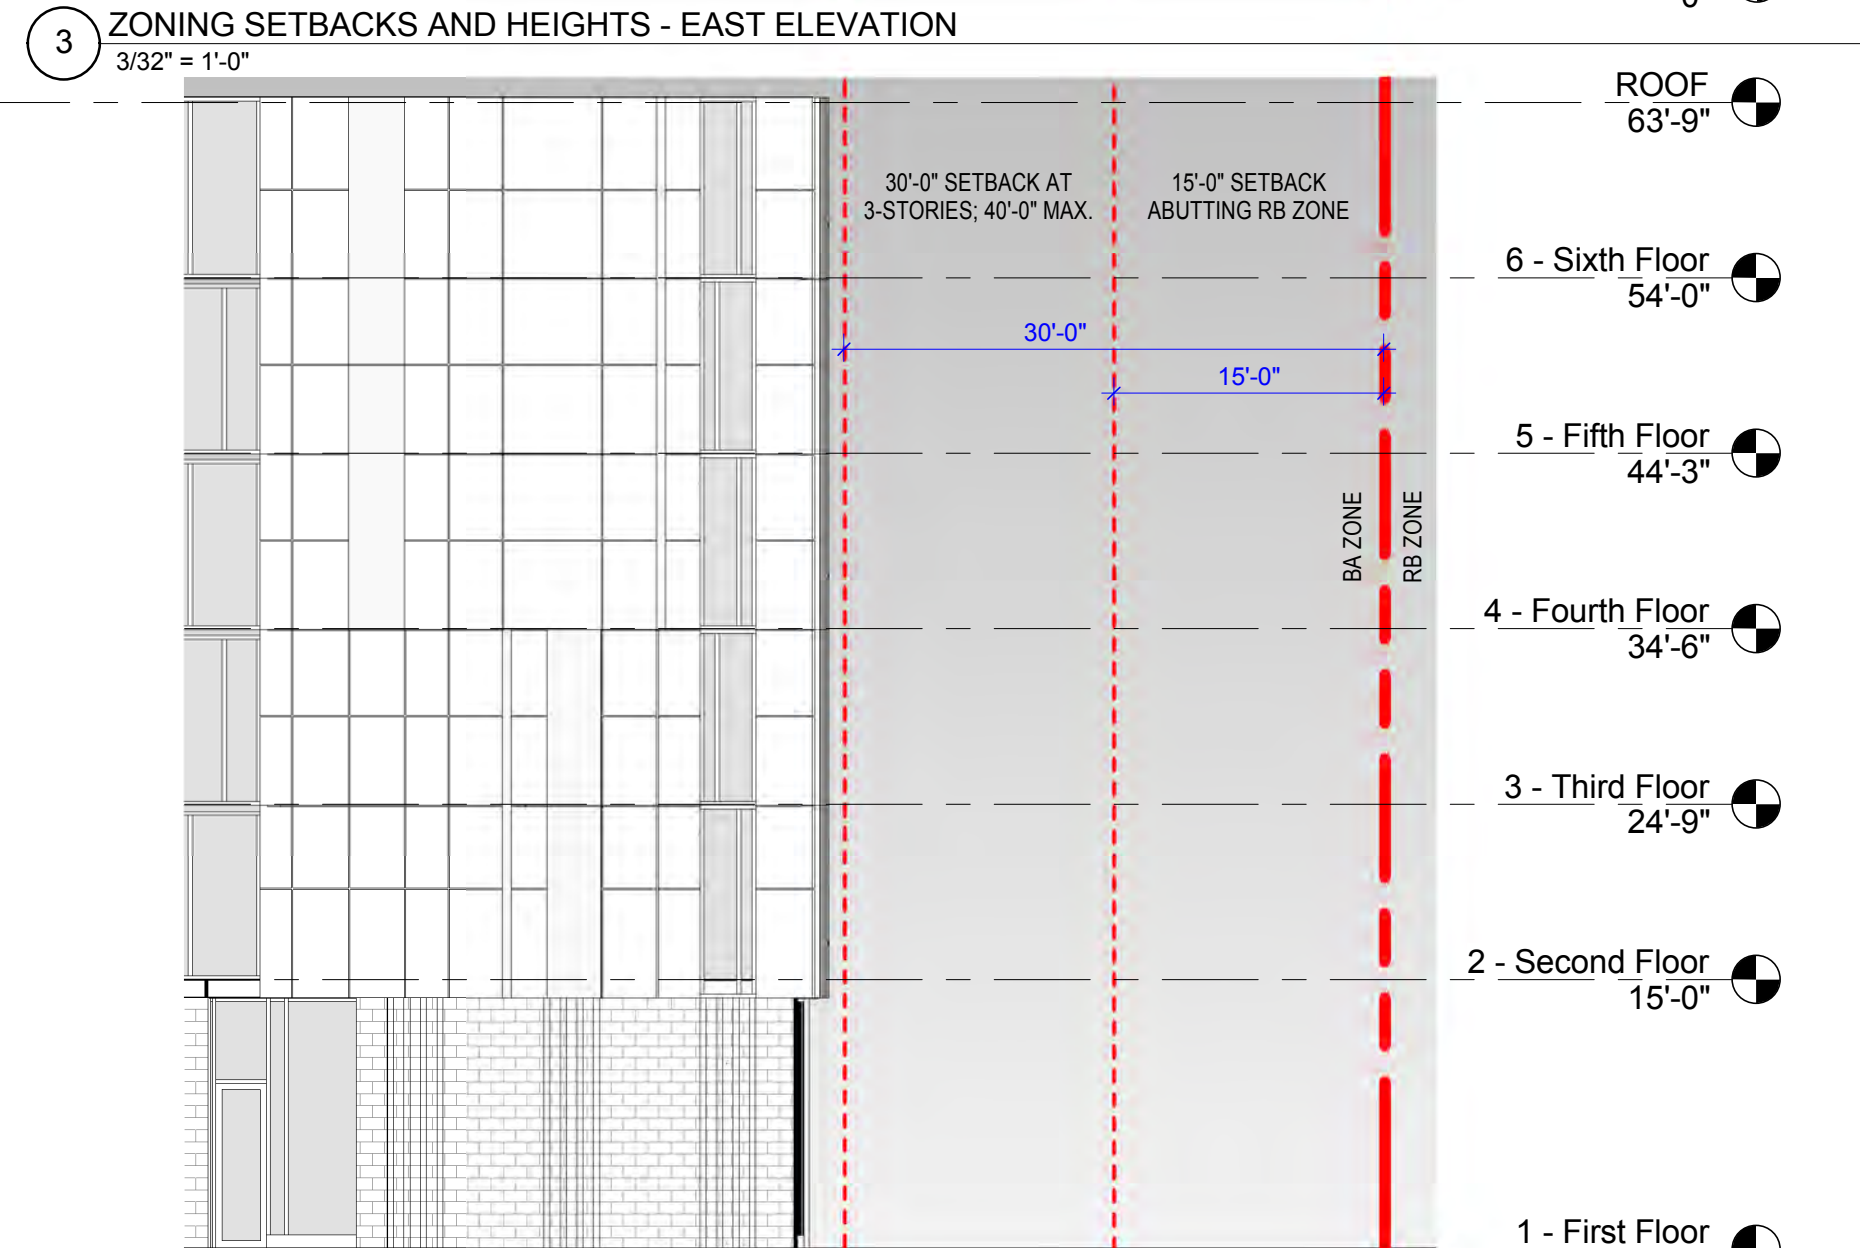 0
3
ZONING SETBACKS AND HEIGHTS - EAST ELEVATION
3/32" = 1'-0"
ROOF
63'-9"
30'-0" SETBACK AT
3-STORIES; 40'-0" MAX.
15'-0" SETBACK
ABUTTING RB ZONE
6 - Sixth Floor
54'-0"
30'-0"
15'-0"
5 - Fifth Floor
44'-3"
BA ZONE
RB ZONE
4 - Fourth Floor
34'-6"
3 - Third Floor
24'-9"
2 - Second Floor
15'-0"
1 - First Floor